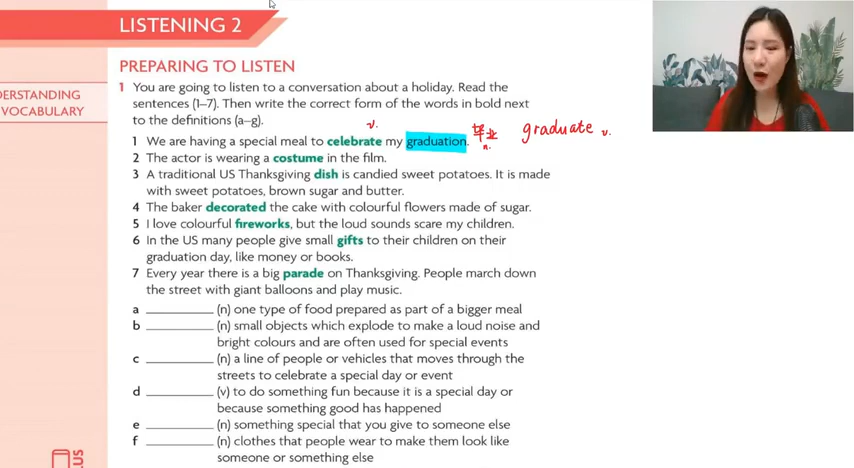 LISTENING 2
PREPARING TO LISTEN
DERSTANDING
VOCABULARY
1 You are going to listen to a conversation about a holiday. Read the
sentences (1–7). Then write the correct form of the words in bold next
to the definitions (a–g).
v.
1 We are having a special meal to celebrate my graduation. 毕业 graduate v.
n.
2 The actor is wearing a costume in the film.
3 A traditional US Thanksgiving dish is candied sweet potatoes. It is made
with sweet potatoes, brown sugar and butter.
4 The baker decorated the cake with colourful flowers made of sugar.
5 I love colourful fireworks, but the loud sounds scare my children.
6 In the US many people give small gifts to their children on their
graduation day, like money or books.
7 Every year there is a big parade on Thanksgiving. People march down
the street with giant balloons and play music.
a ____________ (n) one type of food prepared as part of a bigger meal
b ____________ (n) small objects which explode to make a loud noise and
bright colours and are often used for special events
c ____________ (n) a line of people or vehicles that moves through the
streets to celebrate a special day or event
d ____________ (v) to do something fun because it is a special day or
because something good has happened
e ____________ (n) something special that you give to someone else
f ____________ (n) clothes that people wear to make them look like
someone or something else
LUS